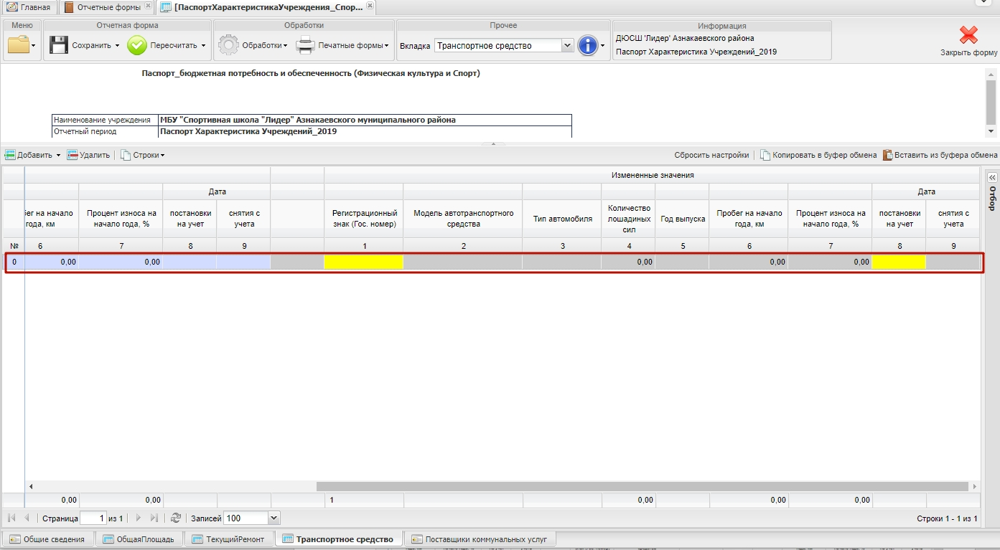 Главная
Отчетные формы
[ПаспортХарактеристикаУчреждения_Спор...
Меню
Отчетная форма
Обработки
Прочее
Информация
Сохранить
Пересчитать
Обработки
Печатные формы
Вкладка
Транспортное средство
ДЮСШ 'Лидер' Азнакаевского района
Паспорт Характеристика Учреждений_2019
Закрыть форму
Паспорт_бюджетная потребность и обеспеченность (Физическая культура и Спорт)
Наименование учреждения МБУ "Спортивная школа "Лидер" Азнакаевского муниципального района
Отчетный период Паспорт Характеристика Учреждений_2019
Добавить Удалить Строки Сбросить настройки Копировать в буфер обмена Вставить из буфера обмена
Измененные значения
Дата Дата
ег на начало года, км
Процент износа на начало года, %
постановки на учет
снятия с учета
Регистрационный знак (Гос. номер)
Модель автотранспортного средства
Тип автомобиля
Количество лошадиных сил
Год выпуска
Пробег на начало года, км
Процент износа на начало года, %
постановки на учет
снятия с учета
№ 6 7 8 9 1 2 3 4 5 6 7 8 9
0 0,00 0,00 0,00 0,00 0,00
Отбор
0,00 0,00 1 0,00 0,00 0,00
Страница 1 из 1 Записей 100 Строки 1 - 1 из 1
Общие сведения ОбщаяПлощадь ТекущийРемонт Транспортное средство Поставщики коммунальных услуг